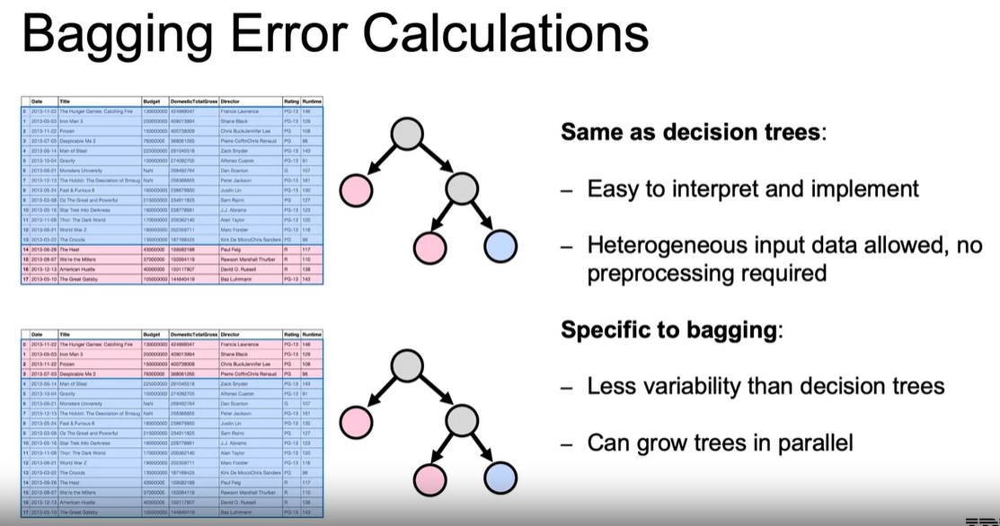 Bagging Error Calculations
Date Title Budget DomesticTotalGross Director Rating Runtime
0 2013-11-22 The Hunger Games: Catching Fire 130000000 424668047 Francis Lawrence PG-13 146
1 2013-05-03 Iron Man 3 200000000 409013994 Shane Black PG-13 129
2 2013-11-22 Frozen 150000000 400738009 Chris BuckJennifer Lee PG 108
3 2013-07-03 Despicable Me 2 76000000 368061265 Pierre CoffinChris Renaud PG 98
4 2013-06-14 Man of Steel 225000000 291045518 Zack Snyder PG-13 143
5 2013-10-04 Gravity 100000000 274092705 Alfonso Cuaron PG-13 91
6 2013-06-21 Monsters University NaN 268492764 Dan Scanlon G 107
7 2013-12-13 The Hobbit: The Desolation of Smaug NaN 258366855 Peter Jackson PG-13 161
8 2013-05-24 Fast & Furious 6 160000000 238679850 Justin Lin PG-13 130
9 2013-03-08 Oz The Great and Powerful 215000000 234911825 Sam Raimi PG 127
10 2013-05-16 Star Trek Into Darkness 190000000 228778661 J.J. Abrams PG-13 123
11 2013-11-08 Thor: The Dark World 170000000 206362140 Alan Taylor PG-13 120
12 2013-06-21 World War Z 190000000 202359711 Marc Forster PG-13 116
13 2013-03-22 The Croods 135000000 187168425 Kirk De MiccoChris Sanders PG 98
14 2013-06-28 The Heat 43000000 159582188 Paul Feig R 117
15 2013-08-07 We're the Millers 37000000 150394119 Rawson Marshall Thurber R 110
16 2013-12-13 American Hustle 40000000 150117807 David O. Russell R 138
17 2013-05-10 The Great Gatsby 105000000 144840419 Baz Luhrmann PG-13 143
Date Title Budget DomesticTotalGross Director Rating Runtime
0 2013-11-22 The Hunger Games: Catching Fire 130000000 424668047 Francis Lawrence PG-13 146
1 2013-05-03 Iron Man 3 200000000 409013994 Shane Black PG-13 129
2 2013-11-22 Frozen 150000000 400738009 Chris BuckJennifer Lee PG 108
3 2013-07-03 Despicable Me 2 76000000 368061265 Pierre CoffinChris Renaud PG 98
4 2013-06-14 Man of Steel 225000000 291045518 Zack Snyder PG-13 143
5 2013-10-04 Gravity 100000000 274092705 Alfonso Cuaron PG-13 91
6 2013-06-21 Monsters University NaN 268492764 Dan Scanlon G 107
7 2013-12-13 The Hobbit: The Desolation of Smaug NaN 258366855 Peter Jackson PG-13 161
8 2013-05-24 Fast & Furious 6 160000000 238679850 Justin Lin PG-13 130
9 2013-03-08 Oz The Great and Powerful 215000000 234911825 Sam Raimi PG 127
10 2013-05-16 Star Trek Into Darkness 190000000 228778661 J.J. Abrams PG-13 123
11 2013-11-08 Thor: The Dark World 170000000 206362140 Alan Taylor PG-13 120
12 2013-06-21 World War Z 190000000 202359711 Marc Forster PG-13 116
13 2013-03-22 The Croods 135000000 187168425 Kirk De MiccoChris Sanders PG 98
14 2013-06-28 The Heat 43000000 159582188 Paul Feig R 117
15 2013-08-07 We're the Millers 37000000 150394119 Rawson Marshall Thurber R 110
16 2013-12-13 American Hustle 40000000 150117807 David O. Russell R 138
17 2013-05-10 The Great Gatsby 105000000 144840419 Baz Luhrmann PG-13 143
Same as decision trees:
– Easy to interpret and implement
– Heterogeneous input data allowed, no
preprocessing required
Specific to bagging:
– Less variability than decision trees
– Can grow trees in parallel